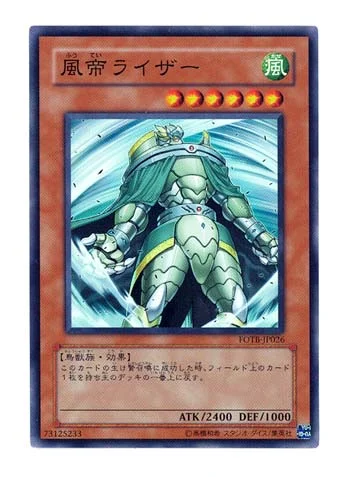 風帝ライザー
風
FOTB-JP026
【鳥獣族・効果】
このカードの生け贄召喚に成功した時、フィールド上のカード
1枚を持ち主のデッキの一番上に戻す。
ATK/2400 DEF/1000
73125233
©高橋和希 スタジオ・ダイス/集英社